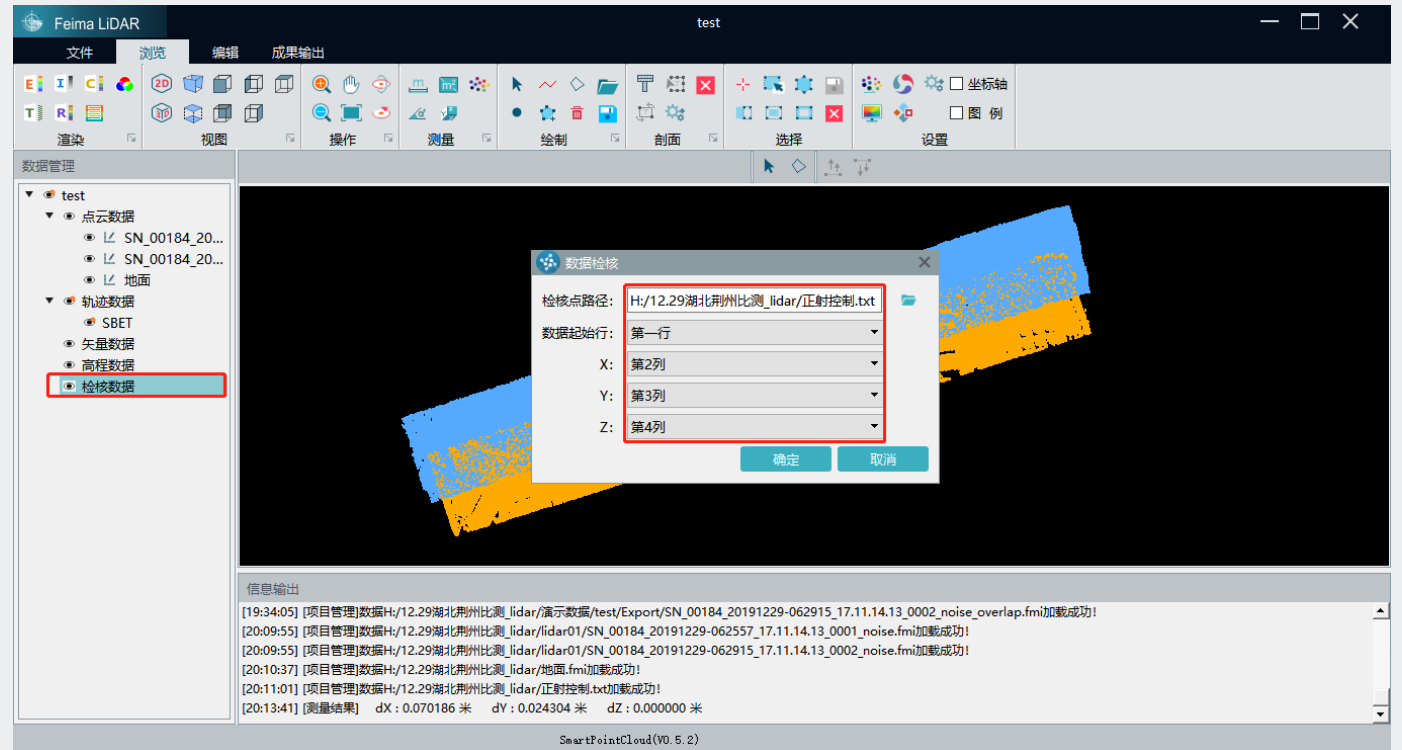 Feima LiDAR
test
文件 浏览 编辑 成果输出
E I C 2D
坐标轴
T R 3D
图 例
渲染 视图 操作 测量 绘制 剖面 选择 设置
数据管理
test
点云数据
SN_00184_20...
SN_00184_20...
地面
轨迹数据
SBET
矢量数据
高程数据
检核数据
数据检核
检核点路径: H:/12.29湖北荆州比测_lidar/正射控制.txt
数据起始行: 第一行
X: 第2列
Y: 第3列
Z: 第4列
确定 取消
信息输出
[19:34:05] [项目管理]数据H:/12.29湖北荆州比测_lidar/演示数据/test/Export/SN_00184_20191229-062915_17.11.14.13_0002_noise_overlap.fmi加载成功!
[20:09:55] [项目管理]数据H:/12.29湖北荆州比测_lidar/lidar01/SN_00184_20191229-062557_17.11.14.13_0001_noise.fmi加载成功!
[20:09:55] [项目管理]数据H:/12.29湖北荆州比测_lidar/lidar01/SN_00184_20191229-062915_17.11.14.13_0002_noise.fmi加载成功!
[20:10:37] [项目管理]数据H:/12.29湖北荆州比测_lidar/地面.fmi加载成功!
[20:11:01] [项目管理]数据H:/12.29湖北荆州比测_lidar/正射控制.txt加载成功!
[20:13:41] [测量结果] dX : 0.070186 米 dY : 0.024304 米 dZ : 0.000000 米
SmartPointCloud(V0.5.2)